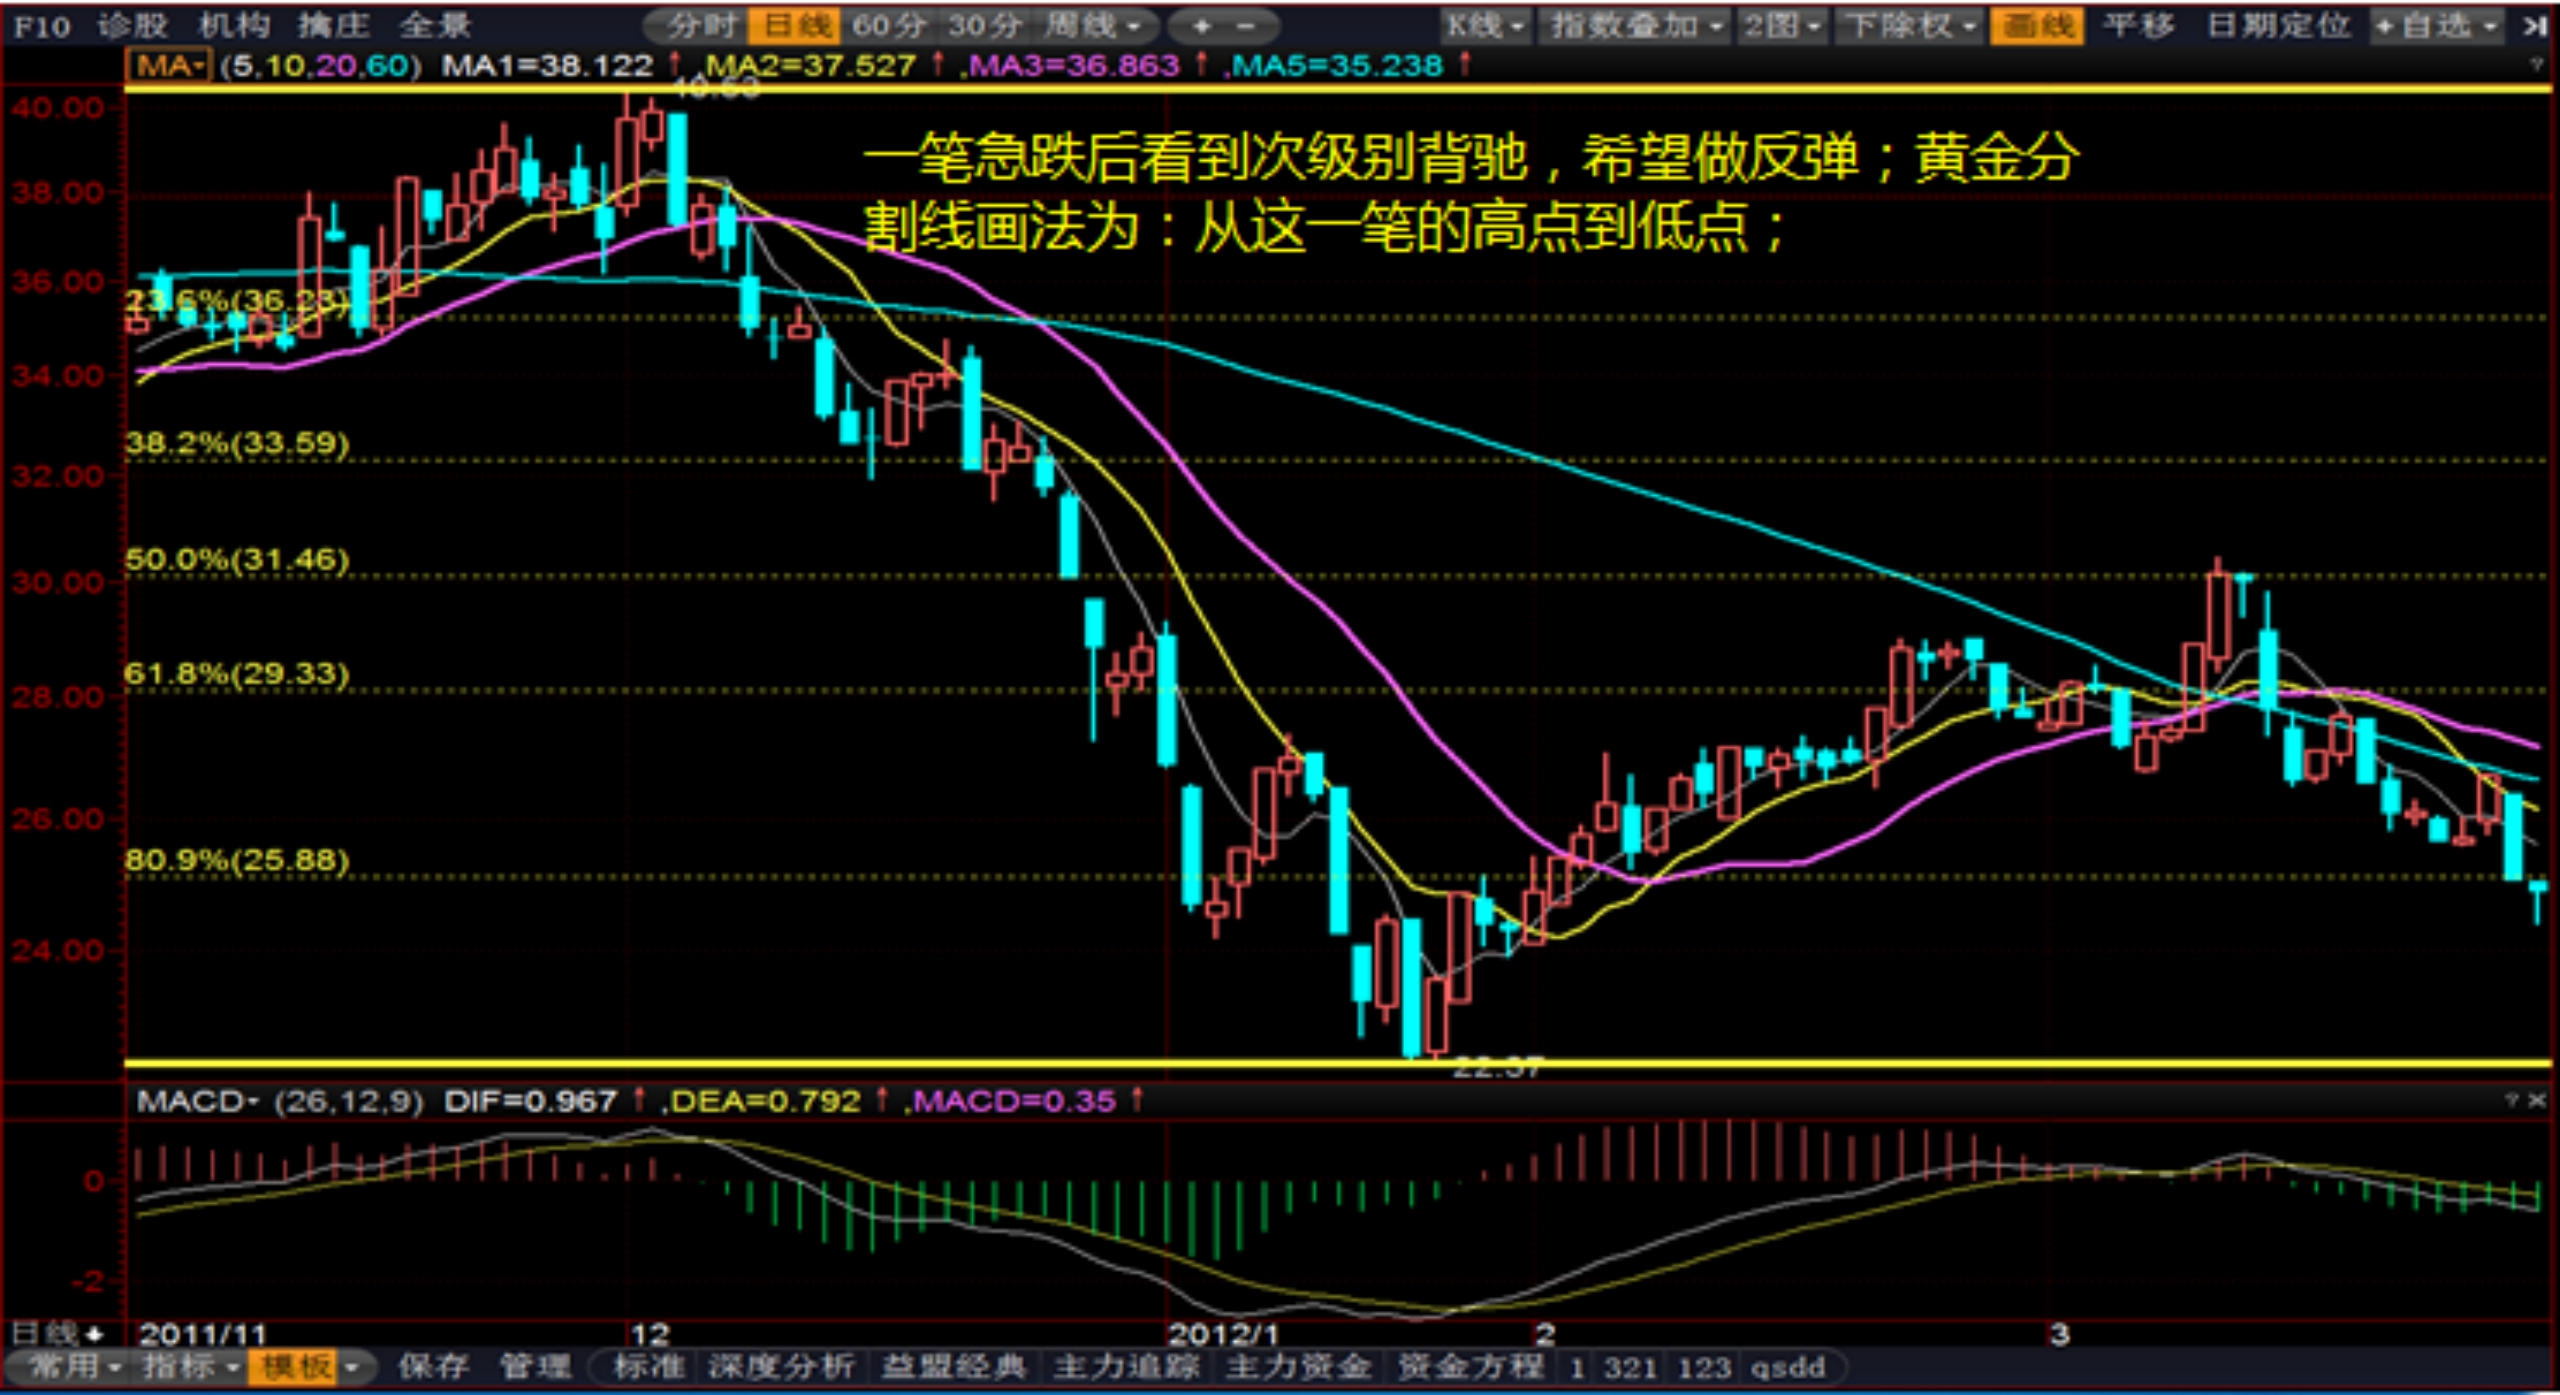 F10 诊股 机构 擒庄 全景 分时 日线 60分 30分 周线 + - K线 指数叠加 2图 下除权 画线 平移 日期定位 +自选
MA (5,10,20,60) MA1=38.122↑,MA2=37.527↑,MA3=36.863↑,MA5=35.238↑ ?
40.00
一笔急跌后看到次级别背驰，希望做反弹；黄金分
38.00
割线画法为：从这一笔的高点到低点；
36.00
23.6%(36.23)
34.00
38.2%(33.59)
32.00
50.0%(31.46)
30.00
61.8%(29.33)
28.00
26.00
80.9%(25.88)
24.00
22.37
MACD (26,12,9) DIF=0.967↑,DEA=0.792↑,MACD=0.35↑ ? ×
0
-2
日线 2011/11 12 2012/1 2 3
常用 指标 模板 保存 管理 标准 深度分析 益盟经典 主力追踪 主力资金 资金方程 1 321 123 qsdd